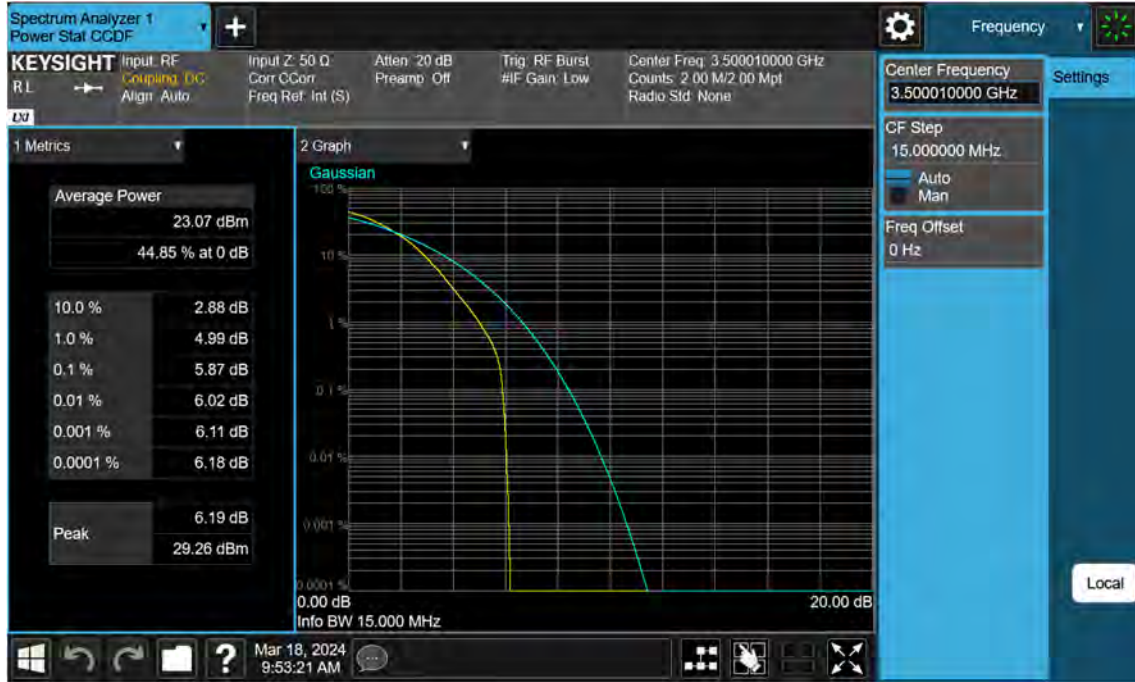 Spectrum Analyzer 1
Power Stat CCDF
Frequency
KEYSIGHT
RL
LXI
Input: RF
Coupling: DC
Align: Auto
Input Z: 50 Ω
Corr CCorr
Freq Ref: Int (S)
Atten: 20 dB
Preamp: Off
Trig: RF Burst
#IF Gain: Low
Center Freq: 3.500010000 GHz
Counts: 2.00 M/2.00 Mpt
Radio Std: None
Center Frequency
3.500010000 GHz
Settings
CF Step
15.000000 MHz
Auto
Man
Freq Offset
0 Hz
1 Metrics
Average Power
23.07 dBm
44.85 % at 0 dB
10.0 % 2.88 dB
1.0 % 4.99 dB
0.1 % 5.87 dB
0.01 % 6.02 dB
0.001 % 6.11 dB
0.0001 % 6.18 dB
Peak
6.19 dB
29.26 dBm
2 Graph
Gaussian
100 %
10 %
1 %
0.1 %
0.01 %
0.001 %
0.0001 %
0.00 dB 20.00 dB
Info BW 15.000 MHz
Local
?
Mar 18, 2024
9:53:21 AM